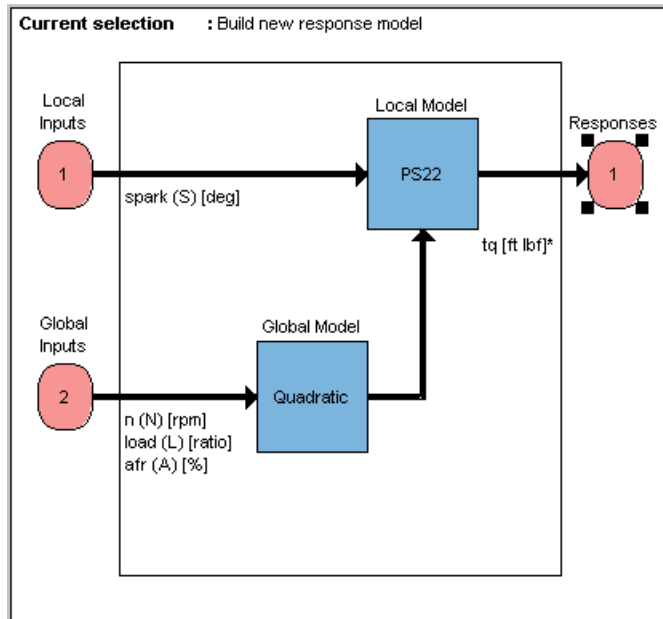 Current selection : Build new response model
Local
Inputs
1
spark (S) [deg]
Local Model
PS22
Responses
1
tq [ft lbf]*
Global
Inputs
2
n (N) [rpm]
load (L) [ratio]
afr (A) [%]
Global Model
Quadratic